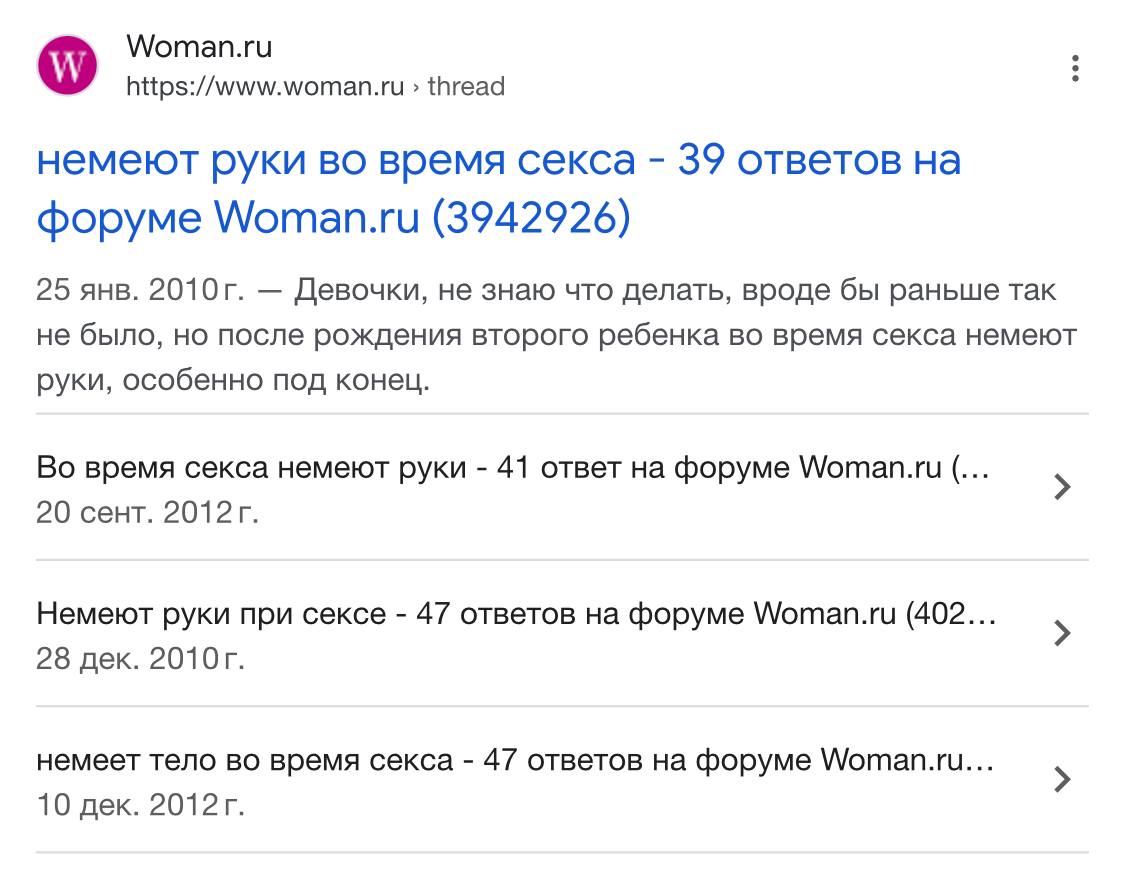 W
Woman.ru
https://www.woman.ru › thread
немеют руки во время секса - 39 ответов на
форуме Woman.ru (3942926)
25 янв. 2010 г. — Девочки, не знаю что делать, вроде бы раньше так
не было, но после рождения второго ребенка во время секса немеют
руки, особенно под конец.
Во время секса немеют руки - 41 ответ на форуме Woman.ru (...
20 сент. 2012 г.
Немеют руки при сексе - 47 ответов на форуме Woman.ru (402...
28 дек. 2010 г.
немеет тело во время секса - 47 ответов на форуме Woman.ru...
10 дек. 2012 г.